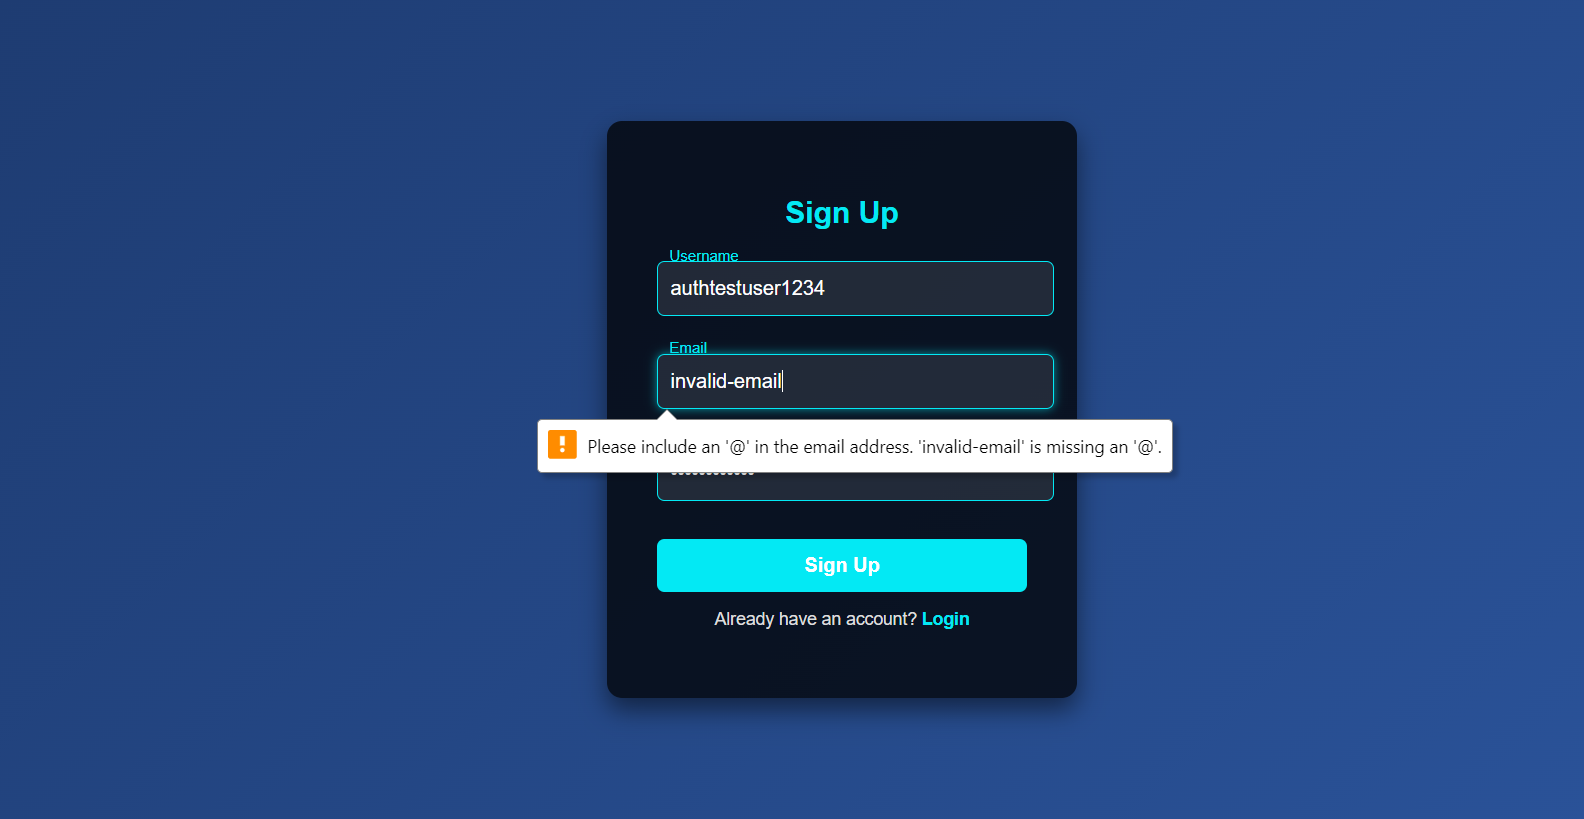 Sign Up
Username
authtestuser1234
Email
invalid-email
Please include an '@' in the email address. 'invalid-email' is missing an '@'.
Sign Up
Already have an account? Login